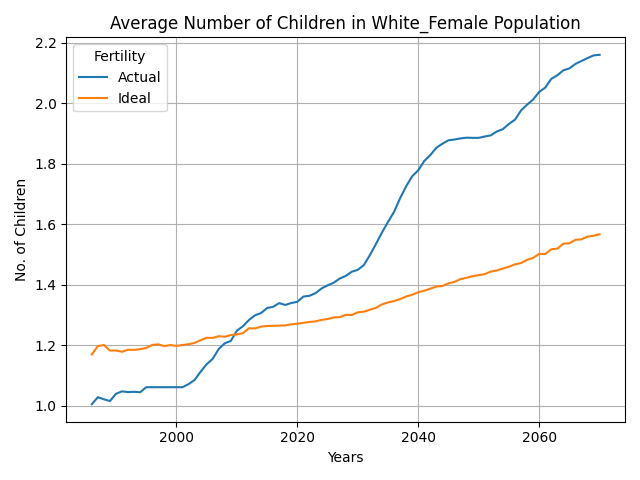 Average Number of Children in White_Female Population
Fertility
Actual
Ideal
No. of Children
2.2
2.0
1.8
1.6
1.4
1.2
1.0
2000 2020 2040 2060
Years